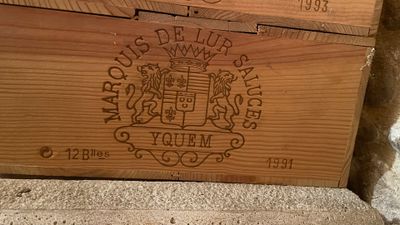 1993
MARQUIS DE LUR SALUCES
YQUEM
12 Blles
1991